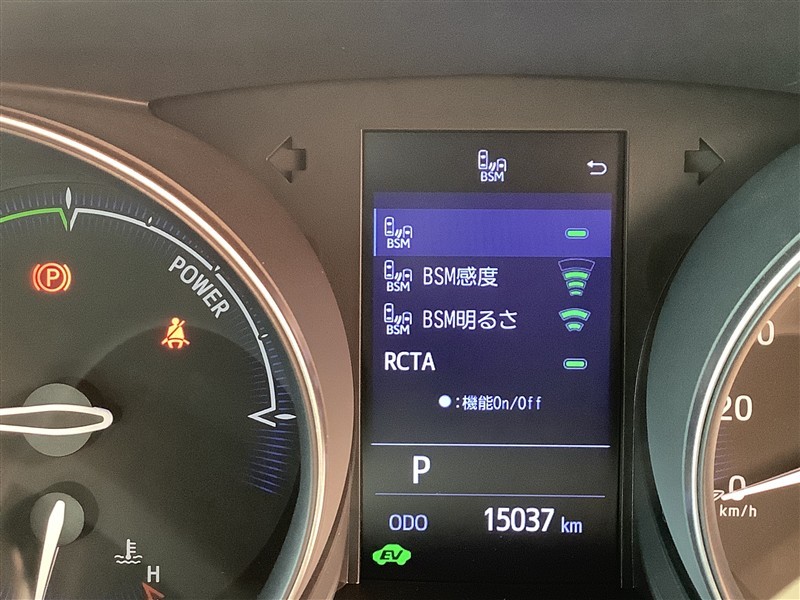 BSM
BSM
BSM BSM感度
BSM BSM明るさ
RCTA
●:機能On/Off
P
ODO 15037 km
EV
P
POWER
H
0
20
0
km/h